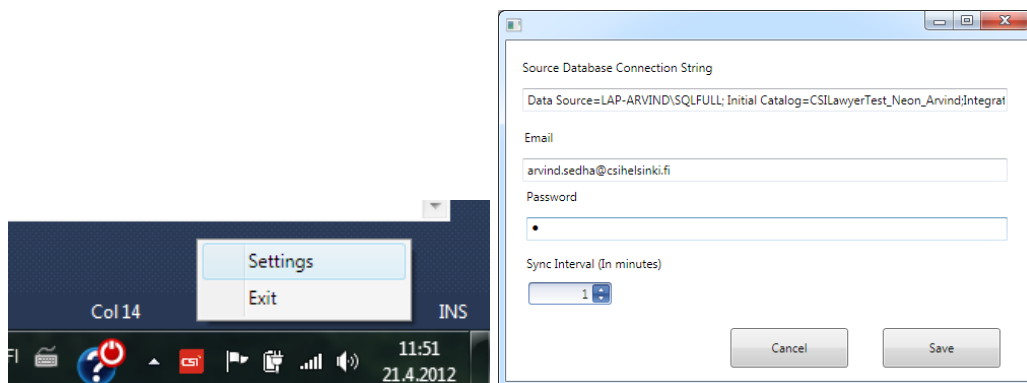 Settings
Exit
Col 14
INS
FI
CSI
11:51
21.4.2012
Source Database Connection String
Data Source=LAP-ARVIND\SQLFULL; Initial Catalog=CSILawyerTest_Neon_Arvind;Integrat
Email
arvind.sedha@csihelsinki.fi
Password
•
Sync Interval (In minutes)
1
Cancel
Save